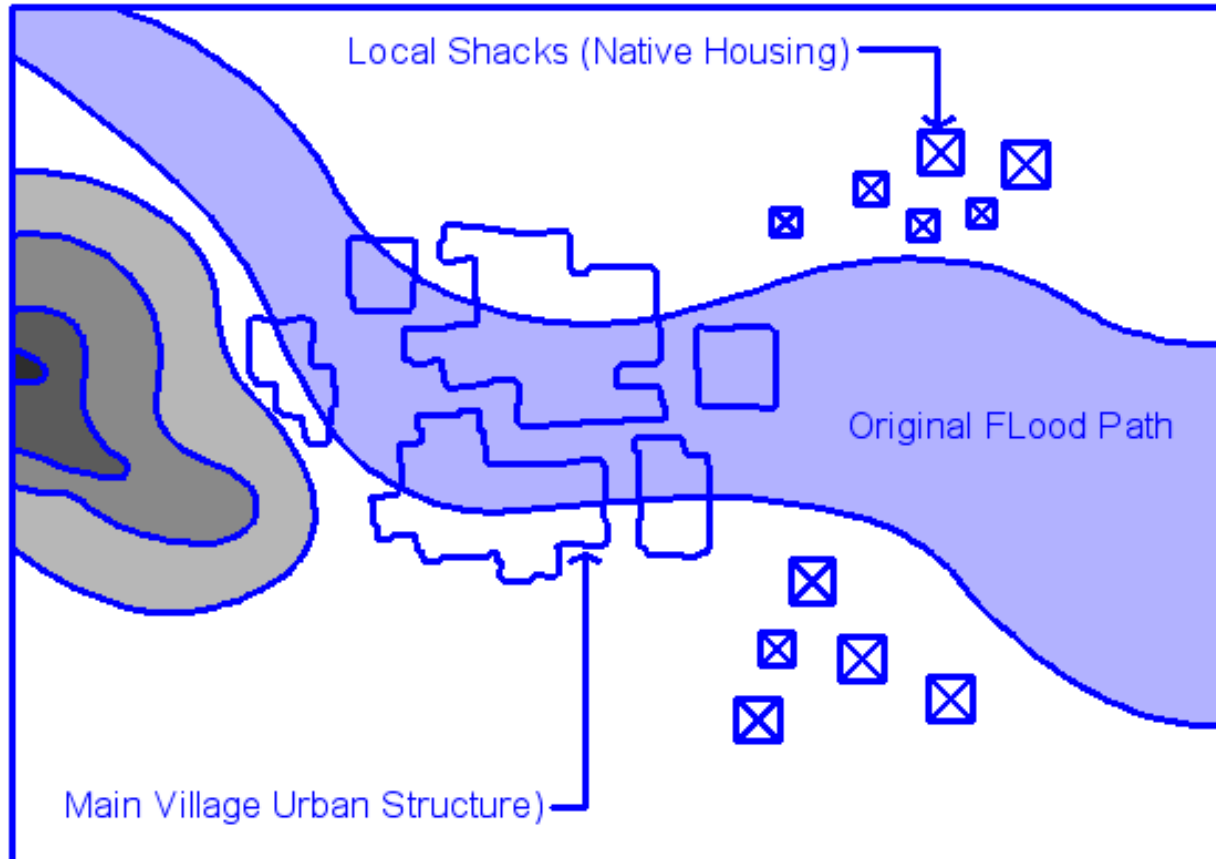 Local Shacks (Native Housing)
Original FLood Path
Main Village Urban Structure)